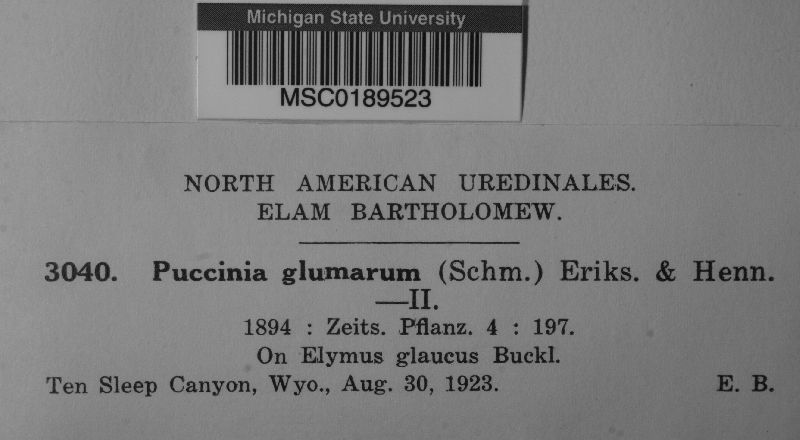 Michigan State University
MSC0189523
NORTH AMERICAN UREDINALES.
ELAM BARTHOLOMEW.
3040. Puccinia glumarum (Schm.) Eriks. & Henn.
—II.
1894 : Zeits. Pflanz. 4 : 197.
On Elymus glaucus Buckl.
Ten Sleep Canyon, Wyo., Aug. 30, 1923. E. B.